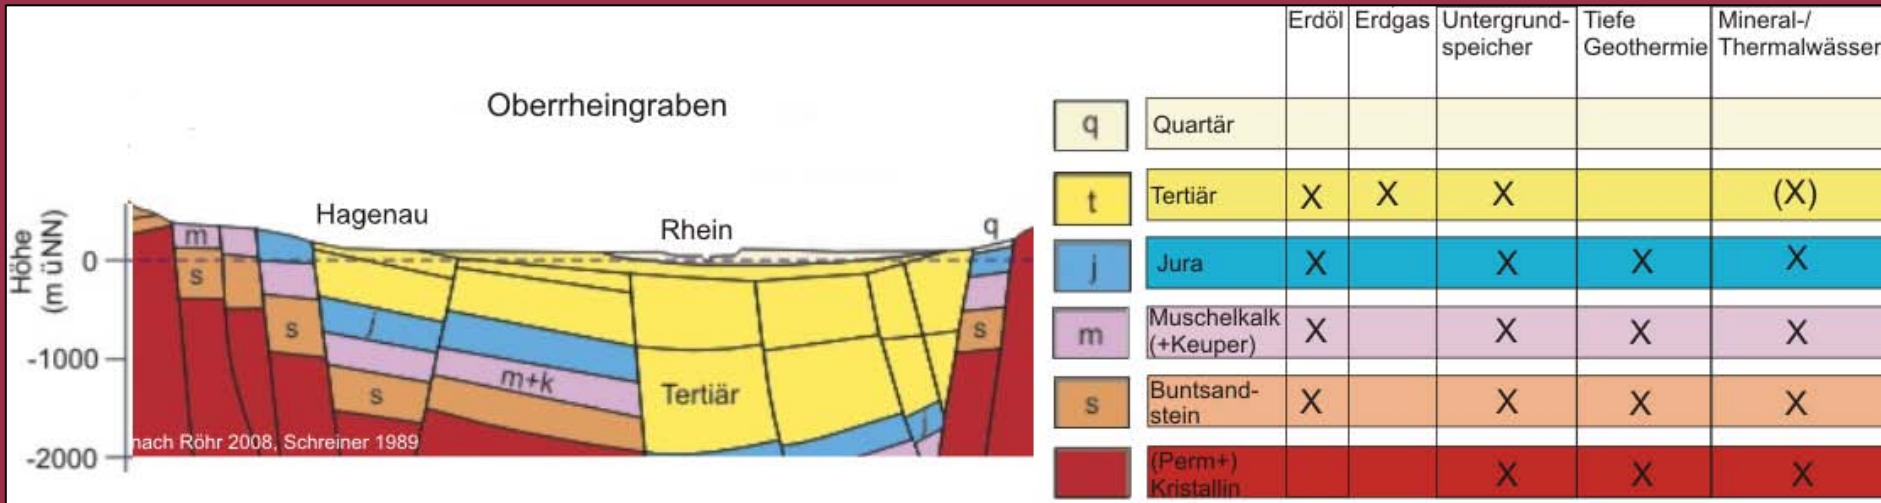 Oberrheingraben
Höhe
(m üNN)
0
-1000
-2000
Hagenau
Rhein
q
m
s
s
j
s
m+k
Tertiär
s
j
nach Röhr 2008, Schreiner 1989
Erdöl Erdgas Untergrund-speicher Tiefe Geothermie Mineral-/Thermalwässer
q Quartär
t Tertiär X X X (X)
j Jura X X X X
m Muschelkalk
(+Keuper) X X X X
s Buntsand-
stein X X X X
(Perm+)
Kristallin X X X